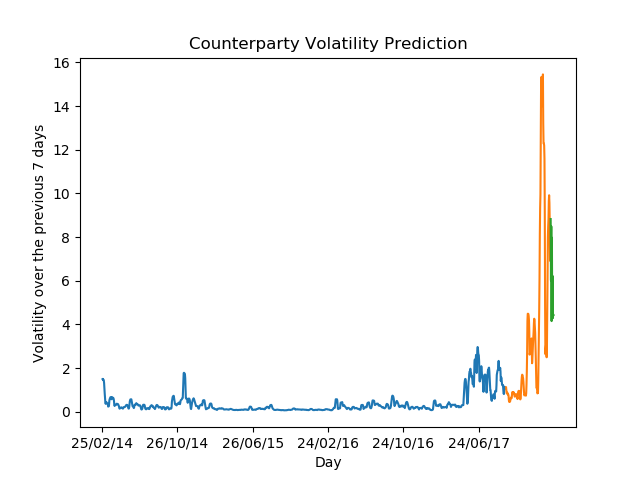 Counterparty Volatility Prediction
Volatility over the previous 7 days
16
14
12
10
8
6
4
2
0
25/02/14 26/10/14 26/06/15 24/02/16 24/10/16 24/06/17
Day